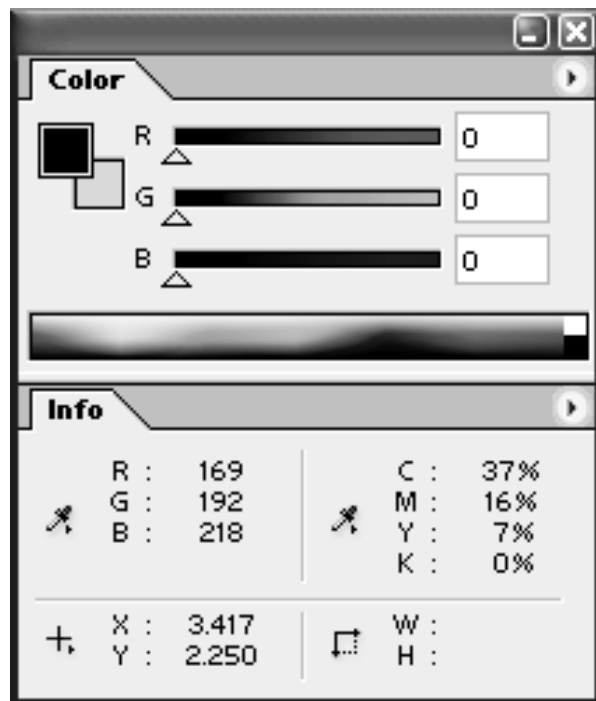 Color
R 0
G 0
B 0
Info
R : 169 C : 37%
G : 192 M : 16%
B : 218 Y : 7%
K : 0%
X : 3.417 W :
Y : 2.250 H :